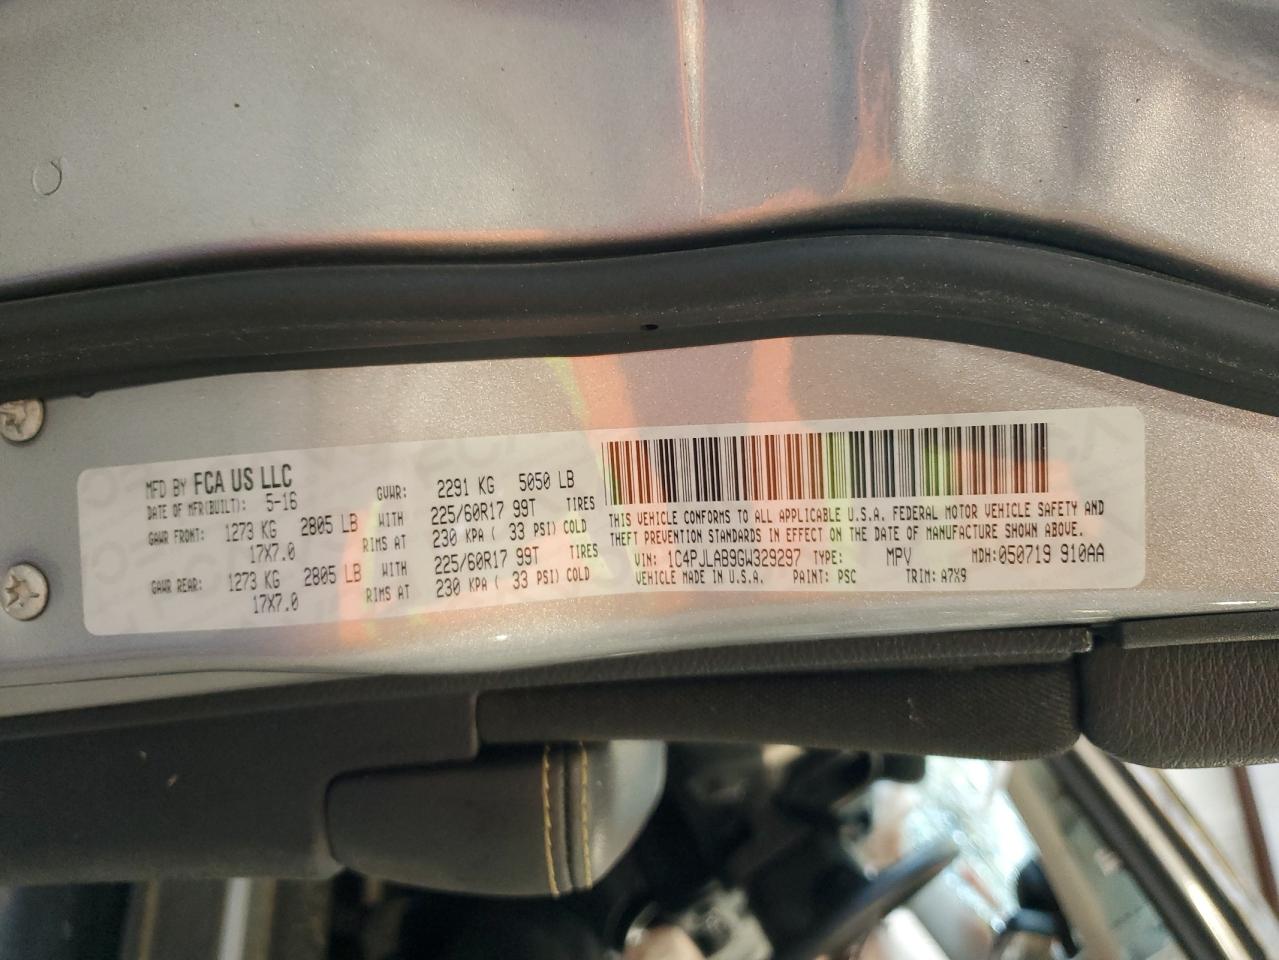 MFD BY FCA US LLC
DATE OF MFR(BUILT): 5-16
GVWR: 2291 KG 5050 LB
GAWR FRONT: 1273 KG 2805 LB WITH 225/60R17 99T TIRES
17X7.0 RIMS AT 230 KPA ( 33 PSI) COLD
GAWR REAR: 1273 KG 2805 LB WITH 225/60R17 99T TIRES
17X7.0 RIMS AT 230 KPA ( 33 PSI) COLD
THIS VEHICLE CONFORMS TO ALL APPLICABLE U.S.A. FEDERAL MOTOR VEHICLE SAFETY AND
THEFT PREVENTION STANDARDS IN EFFECT ON THE DATE OF MANUFACTURE SHOWN ABOVE.
VIN: 1C4PJLAB9GW329297 TYPE: MPV MDH:050719 910AA
VEHICLE MADE IN U.S.A. PAINT: PSC TRIM: A7X9